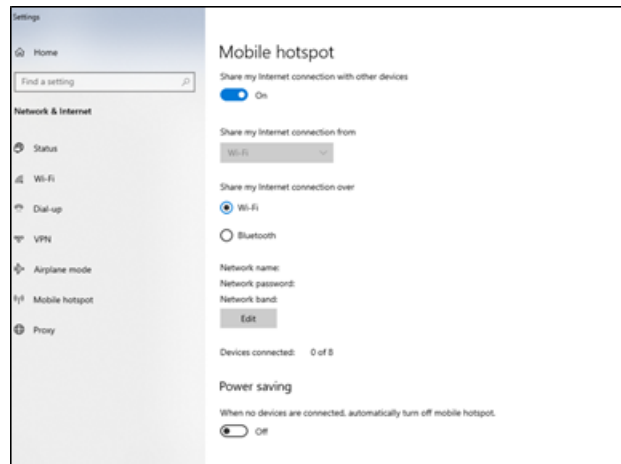 Settings
Home
Find a setting
Network & Internet
Status
Wi-Fi
Dial-up
VPN
Airplane mode
Mobile hotspot
Proxy
Mobile hotspot
Share my Internet connection with other devices
On
Share my Internet connection from
Wi-Fi
Share my Internet connection over
Wi-Fi
Bluetooth
Network name:
Network password:
Network band:
Edit
Devices connected: 0 of 8
Power saving
When no devices are connected, automatically turn off mobile hotspot.
Off